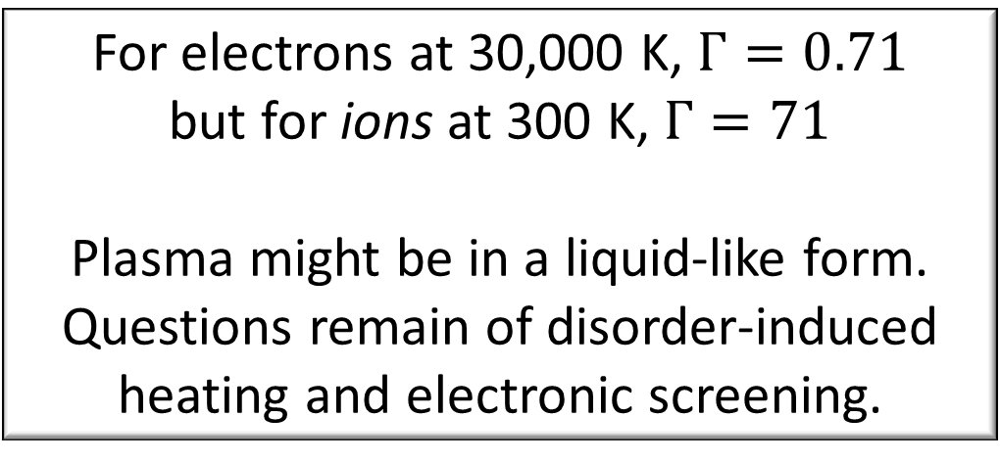 For electrons at 30,000 K, Γ = 0.71
but for ions at 300 K, Γ = 71
Plasma might be in a liquid-like form.
Questions remain of disorder-induced
heating and electronic screening.